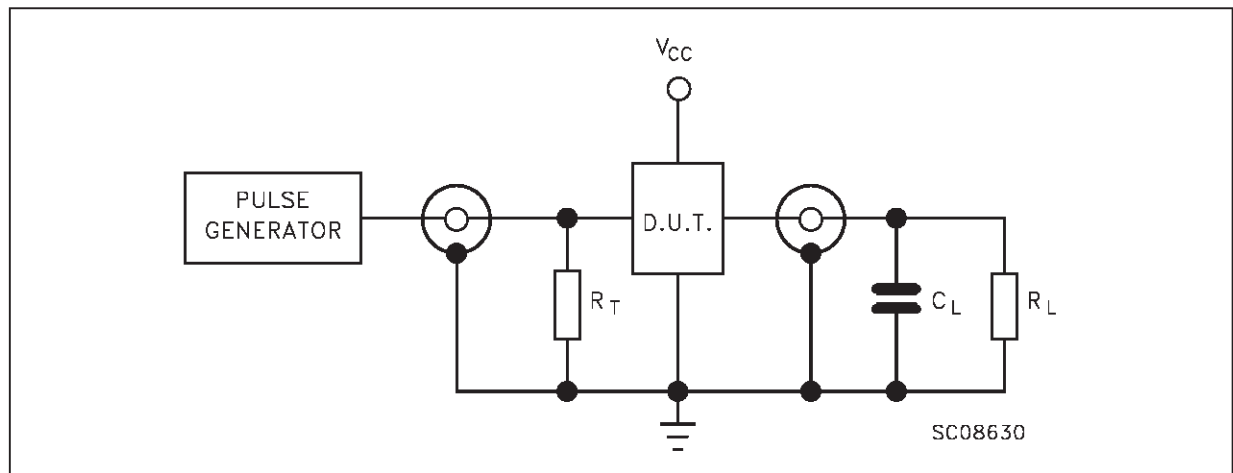 VCC
PULSE
GENERATOR
D.U.T.
RT
CL
RL
SC08630